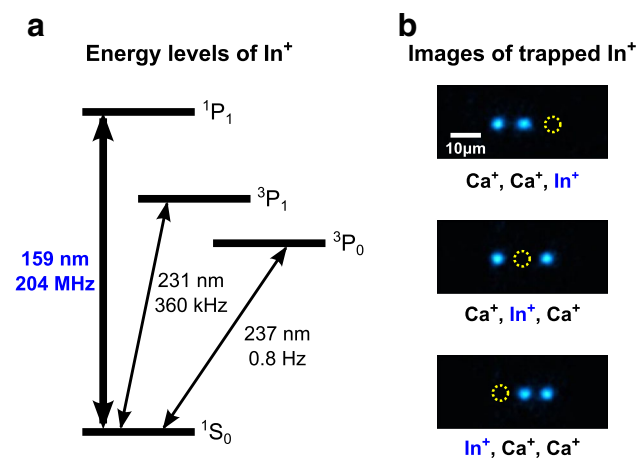 a
Energy levels of In⁺
¹P₁
³P₁
³P₀
159 nm
204 MHz
231 nm
360 kHz
237 nm
0.8 Hz
¹S₀
b
Images of trapped In⁺
10μm
Ca⁺, Ca⁺, In⁺
Ca⁺, In⁺, Ca⁺
In⁺, Ca⁺, Ca⁺